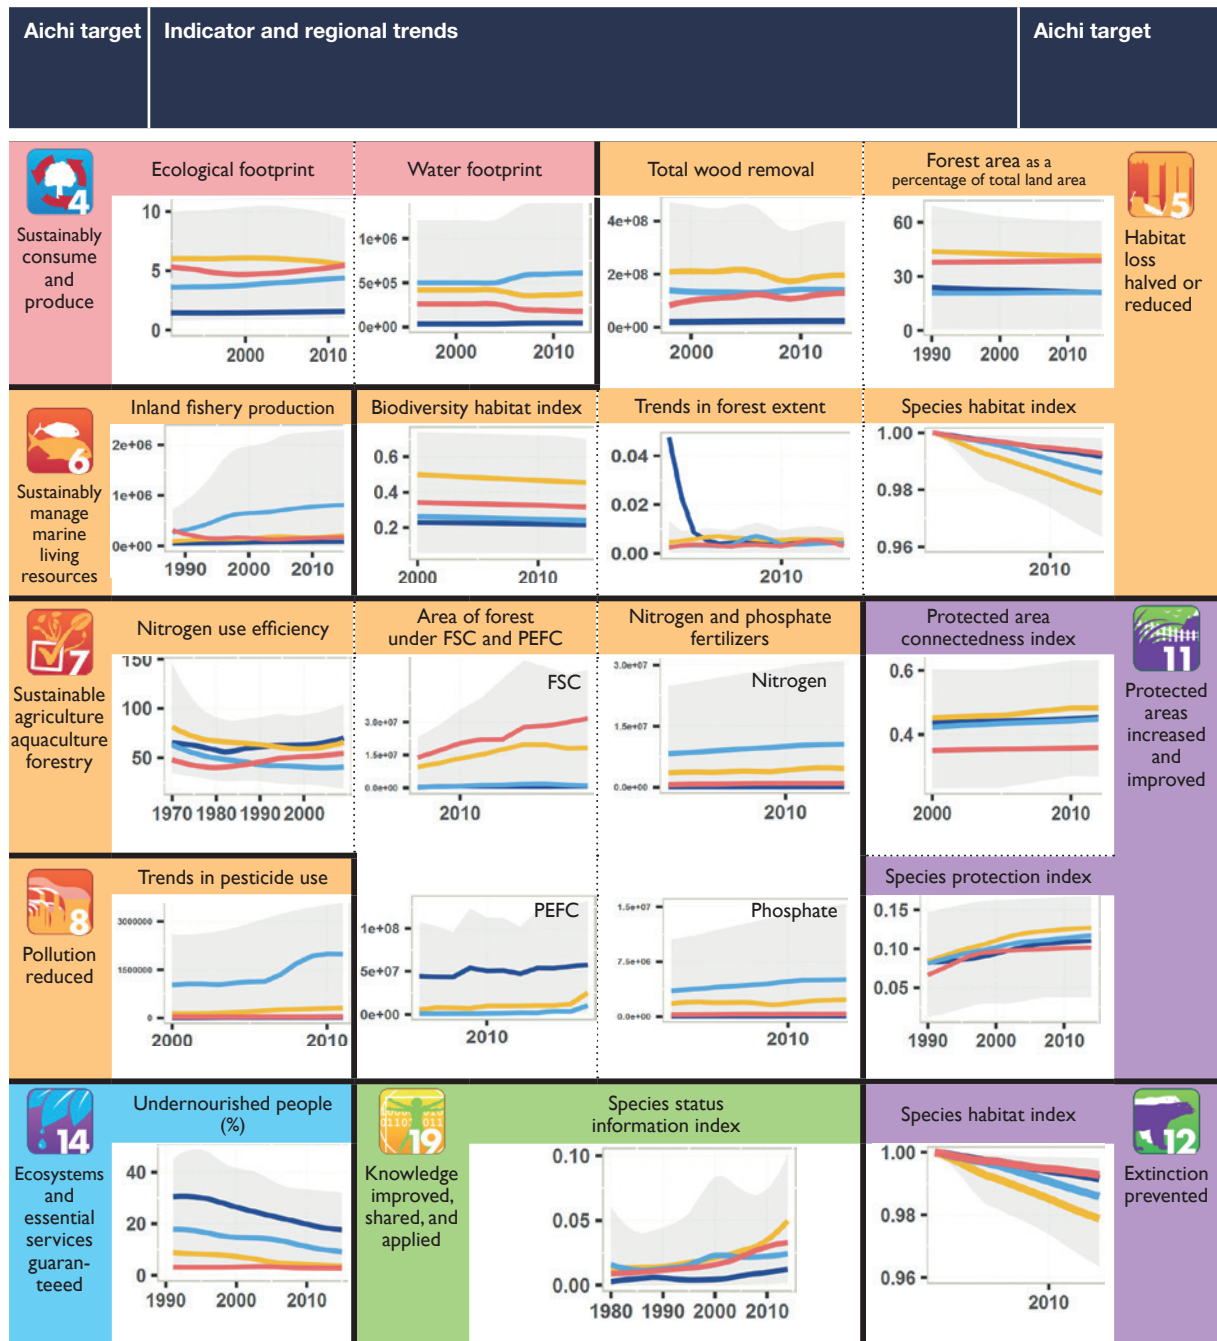 Aichi target
Indicator and regional trends
Aichi target
4
Sustainably
consume
and
produce
Ecological footprint
10
5
0
2000 2010
Water footprint
1e+06
5e+05
0e+00
2000 2010
Total wood removal
4e+08
2e+08
0e+00
2000 2010
Forest area as a
percentage of total land area
60
30
0
1990 2000 2010
5
Habitat
loss
halved or
reduced
6
Sustainably
manage
marine
living
resources
Inland fishery production
2e+06
1e+06
0e+00
1990 2000 2010
Biodiversity habitat index
0.6
0.4
0.2
2000 2010
Trends in forest extent
0.04
0.02
0.00
2010
Species habitat index
1.00
0.98
0.96
2010
7
Sustainable
agriculture
aquaculture
forestry
Nitrogen use efficiency
150
100
50
1970 1980 1990 2000
Area of forest
under FSC and PEFC
FSC
3.0e+07
1.5e+07
0.0e+00
2010
Nitrogen and phosphate
fertilizers
Nitrogen
3.0e+07
1.5e+07
0.0e+00
2010
Protected area
connectedness index
0.6
0.4
2000 2010
11
Protected
areas
increased
and
improved
8
Pollution
reduced
Trends in pesticide use
3000000
1500000
0
2000 2010
PEFC
1e+08
5e+07
0e+00
2010
Phosphate
1.5e+07
7.5e+06
0.0e+00
2010
Species protection index
0.15
0.10
0.05
1990 2000 2010
14
Ecosystems
and
essential
services
guaran-
teeed
Undernourished people
(%)
40
20
0
1990 2000 2010
19
Knowledge
improved,
shared, and
applied
Species status
information index
0.10
0.05
0.00
1980 1990 2000 2010
Species habitat index
1.00
0.98
0.96
2010
12
Extinction
prevented